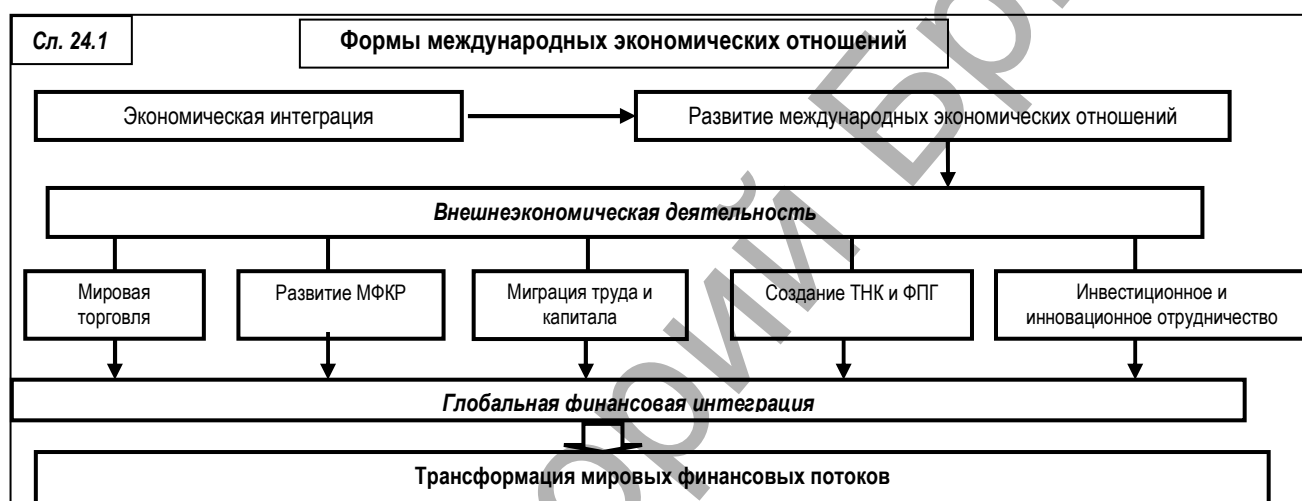 Сл. 24.1
Формы международных экономических отношений
Экономическая интеграция
Развитие международных экономических отношений
Внешнеэкономическая деятельность
Мировая
торговля
Развитие МФКР
Миграция труда и
капитала
Создание ТНК и ФПГ
Инвестиционное и
инновационное отрудничество
Глобальная финансовая интеграция
Трансформация мировых финансовых потоков